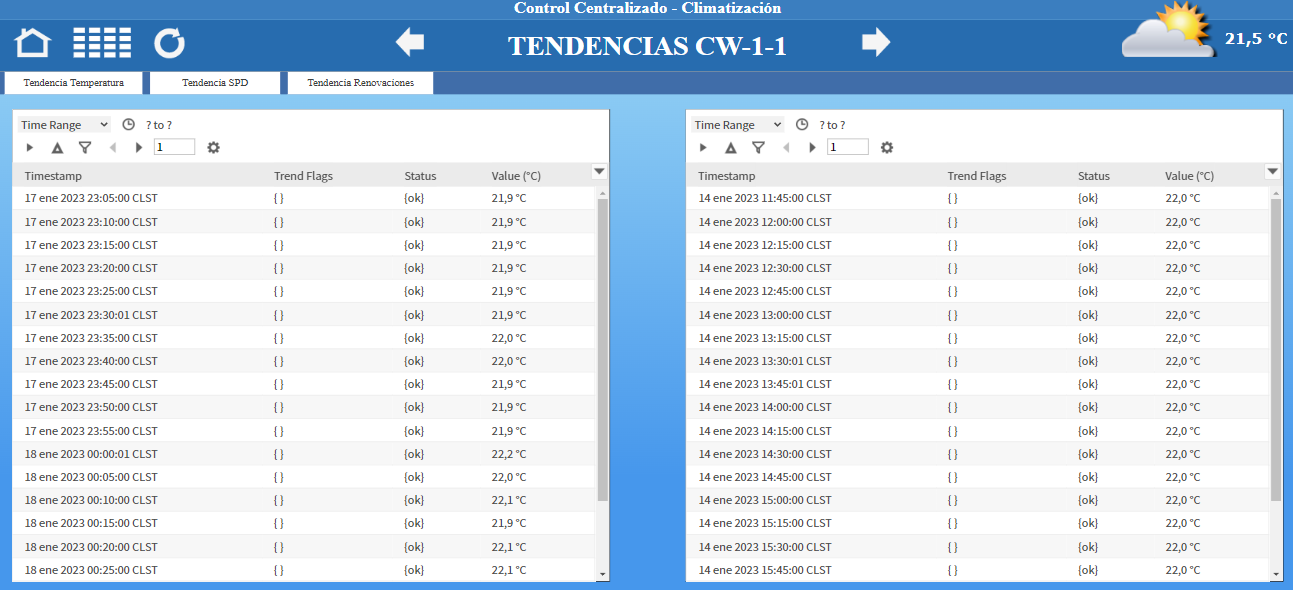 Control Centralizado - Climatización
TENDENCIAS CW-1-1
21,5 °C
Tendencia Temperatura Tendencia SPD Tendencia Renovaciones
Time Range ? to ?
1
Timestamp Trend Flags Status Value (°C)
17 ene 2023 23:05:00 CLST { } {ok} 21,9 °C
17 ene 2023 23:10:00 CLST { } {ok} 21,9 °C
17 ene 2023 23:15:00 CLST { } {ok} 21,9 °C
17 ene 2023 23:20:00 CLST { } {ok} 21,9 °C
17 ene 2023 23:25:00 CLST { } {ok} 21,9 °C
17 ene 2023 23:30:01 CLST { } {ok} 21,9 °C
17 ene 2023 23:35:00 CLST { } {ok} 22,0 °C
17 ene 2023 23:40:00 CLST { } {ok} 22,0 °C
17 ene 2023 23:45:00 CLST { } {ok} 21,9 °C
17 ene 2023 23:50:00 CLST { } {ok} 21,9 °C
17 ene 2023 23:55:00 CLST { } {ok} 21,9 °C
18 ene 2023 00:00:01 CLST { } {ok} 22,2 °C
18 ene 2023 00:05:00 CLST { } {ok} 22,0 °C
18 ene 2023 00:10:00 CLST { } {ok} 22,1 °C
18 ene 2023 00:15:00 CLST { } {ok} 21,9 °C
18 ene 2023 00:20:00 CLST { } {ok} 22,1 °C
18 ene 2023 00:25:00 CLST { } {ok} 22,1 °C
Time Range ? to ?
1
Timestamp Trend Flags Status Value (°C)
14 ene 2023 11:45:00 CLST { } {ok} 22,0 °C
14 ene 2023 12:00:00 CLST { } {ok} 22,0 °C
14 ene 2023 12:15:00 CLST { } {ok} 22,0 °C
14 ene 2023 12:30:00 CLST { } {ok} 22,0 °C
14 ene 2023 12:45:00 CLST { } {ok} 22,0 °C
14 ene 2023 13:00:00 CLST { } {ok} 22,0 °C
14 ene 2023 13:15:00 CLST { } {ok} 22,0 °C
14 ene 2023 13:30:01 CLST { } {ok} 22,0 °C
14 ene 2023 13:45:01 CLST { } {ok} 22,0 °C
14 ene 2023 14:00:00 CLST { } {ok} 22,0 °C
14 ene 2023 14:15:00 CLST { } {ok} 22,0 °C
14 ene 2023 14:30:00 CLST { } {ok} 22,0 °C
14 ene 2023 14:45:00 CLST { } {ok} 22,0 °C
14 ene 2023 15:00:00 CLST { } {ok} 22,0 °C
14 ene 2023 15:15:00 CLST { } {ok} 22,0 °C
14 ene 2023 15:30:00 CLST { } {ok} 22,0 °C
14 ene 2023 15:45:00 CLST { } {ok} 22,0 °C